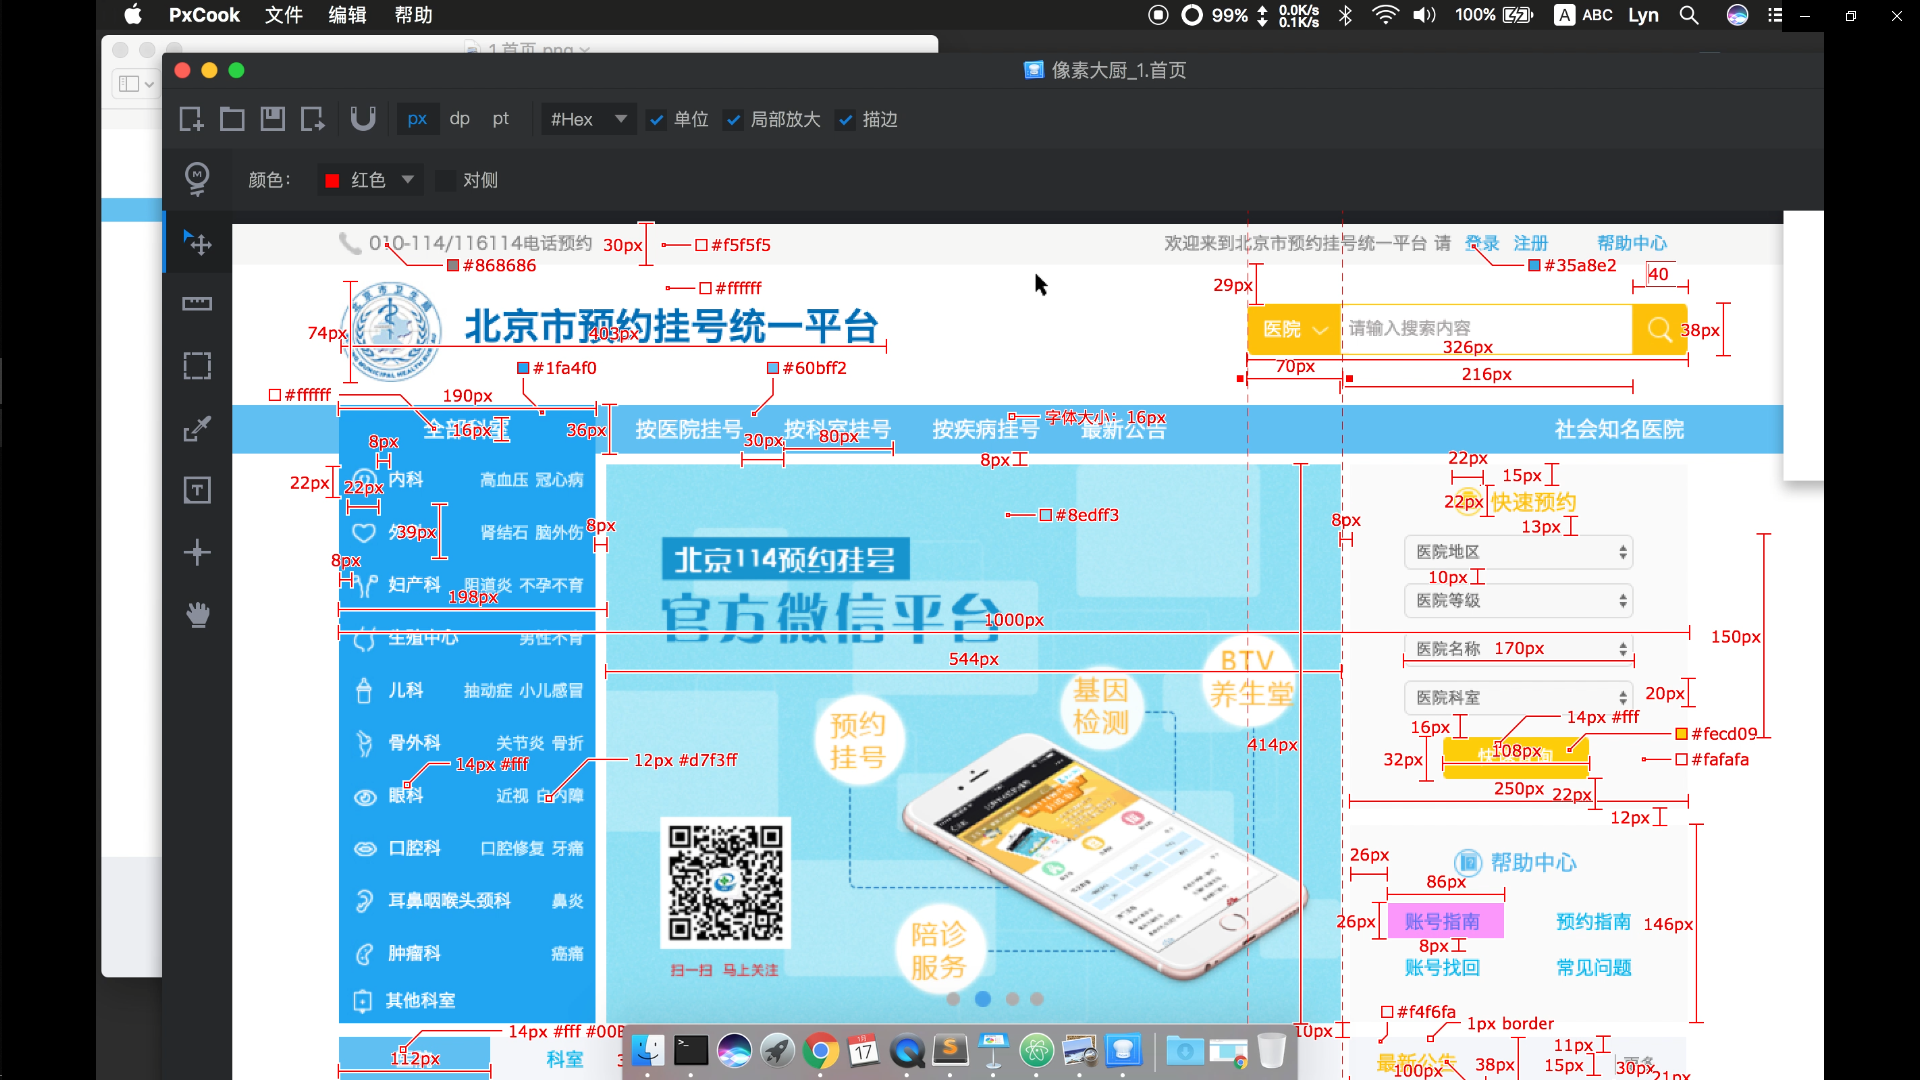 PxCook 文件 编辑 帮助
99% 0.0K/s 0.1K/s 100% A ABC Lyn
1.首页.png
像素大厨_1.首页
px dp pt #Hex 单位 局部放大 描边
颜色: 红色 对侧
010-114/116114电话预约 30px #f5f5f5
欢迎来到北京市预约挂号统一平台 请 登录 注册 帮助中心
#868686
#35a8e2
40
29px
#ffffff
74px
北京市预约挂号统一平台
403px
医院 请输入搜索内容 38px
326px
70px
216px
#1fa4f0 #60bff2
#ffffff 190px
全部科室 16px 36px
按医院挂号 按科室挂号 按疾病挂号 最新公告 社会知名医院
字体大小: 16px
8px 30px 80px 8px
22px 22px
内科 高血压 冠心病
39px 肾结石 脑外伤 8px
8px
妇产科 阴道炎 不孕不育
198px
生殖中心 男性不育
儿科 抽动症 小儿感冒
骨外科 关节炎 骨折
14px #fff 12px #d7f3ff
眼科 近视 白内障
口腔科 口腔修复 牙痛
耳鼻咽喉头颈科 鼻炎
肿瘤科 癌痛
其他科室
14px #fff #00B
112px 科室
#8edff3
8px
北京114预约挂号
官方微信平台
1000px
544px
BTV 养生堂
基因检测
预约挂号
414px
陪诊服务
扫一扫 马上关注
22px 15px
22px 快速预约
13px
医院地区
10px
医院等级
150px
医院名称 170px
医院科室 20px
16px 14px #fff
#fecd09
108px
32px #fafafa
250px 22px
12px
26px
帮助中心
86px
26px 账号指南 预约指南 146px
8px
账号找回 常见问题
#f4f6fa
10px 1px border
最新公告 11px
100px 38px 15px 30px 21px
17